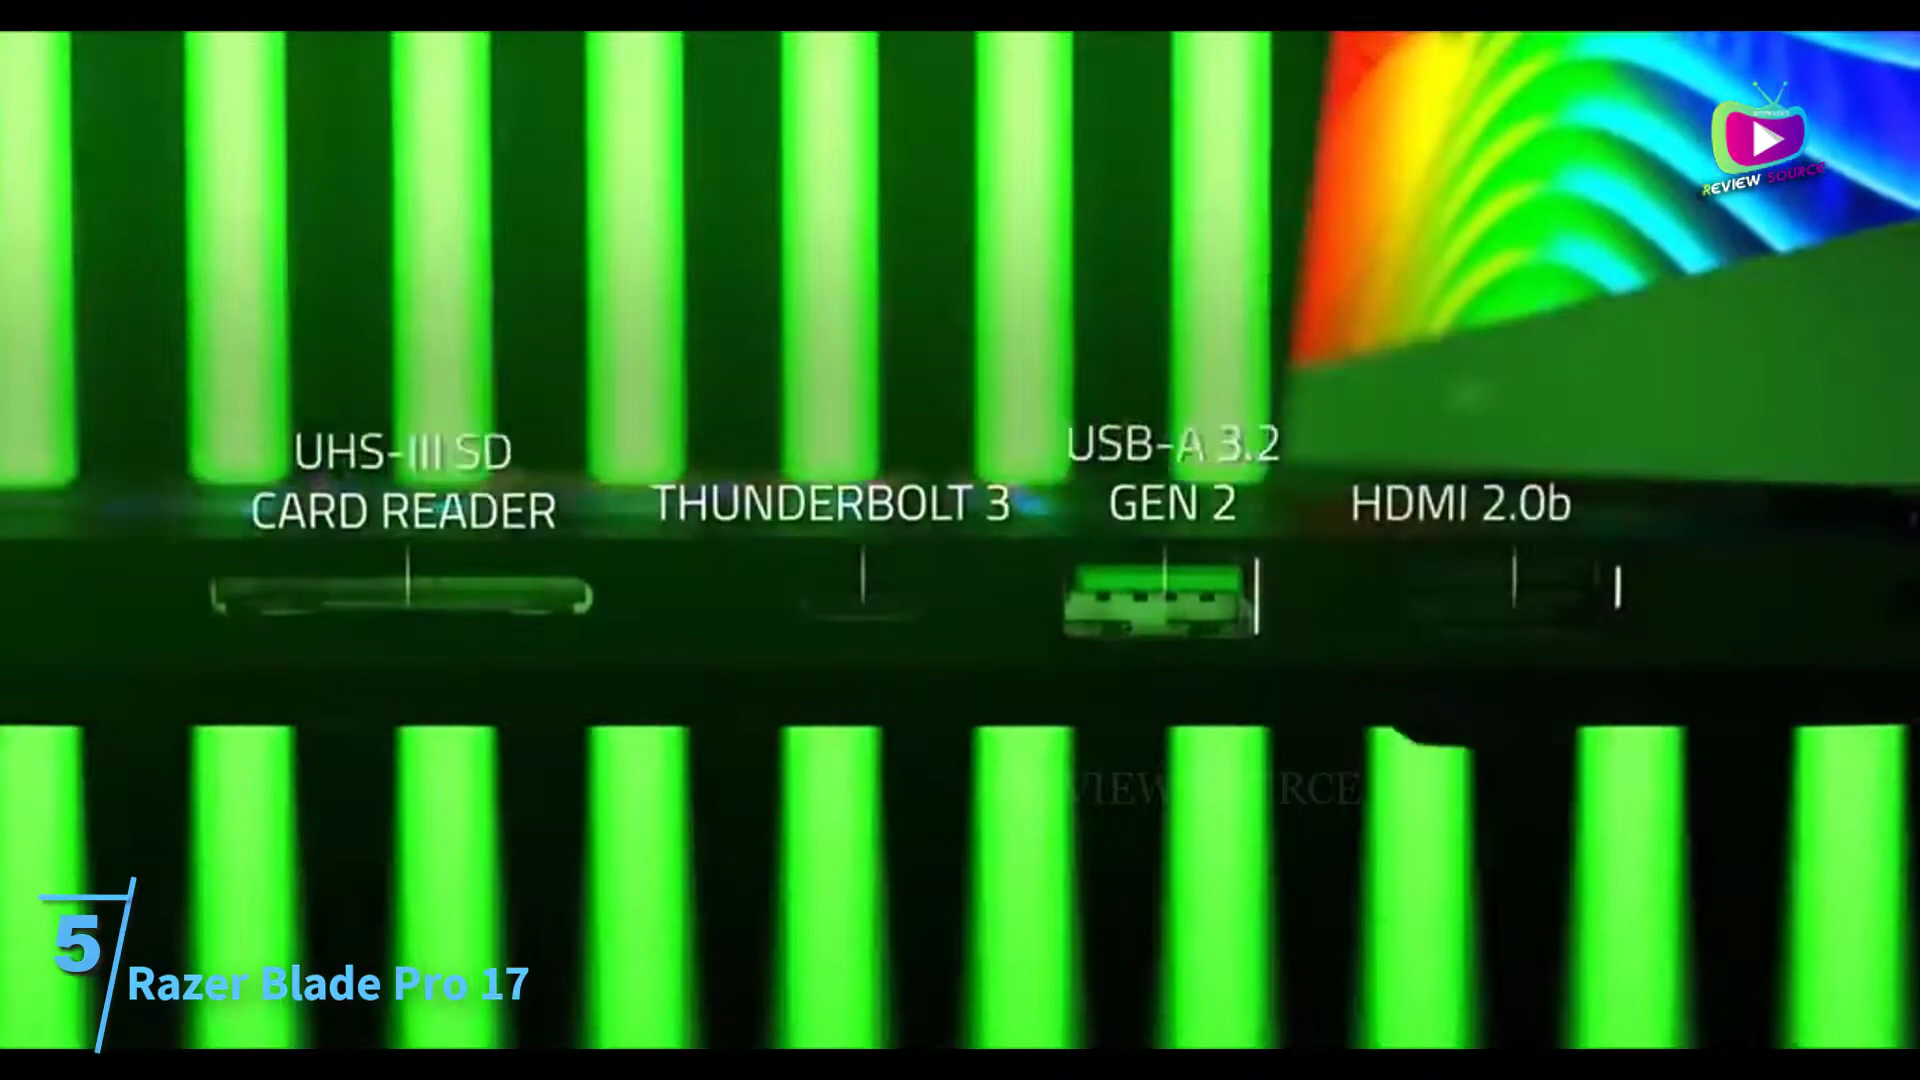 REVIEW SOURCE
UHS-III SD
CARD READER
THUNDERBOLT 3
USB-A 3.2
GEN 2
HDMI 2.0b
5
Razer Blade Pro 17